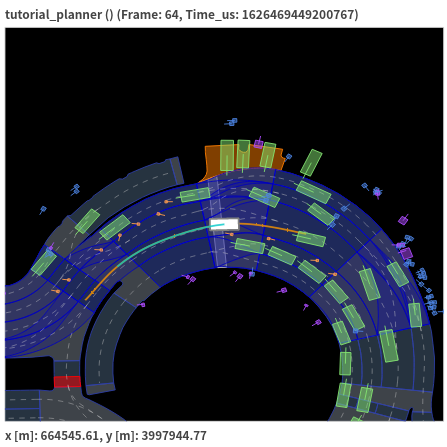 tutorial_planner () (Frame: 64, Time_us: 1626469449200767)
x [m]: 664545.61, y [m]: 3997944.77